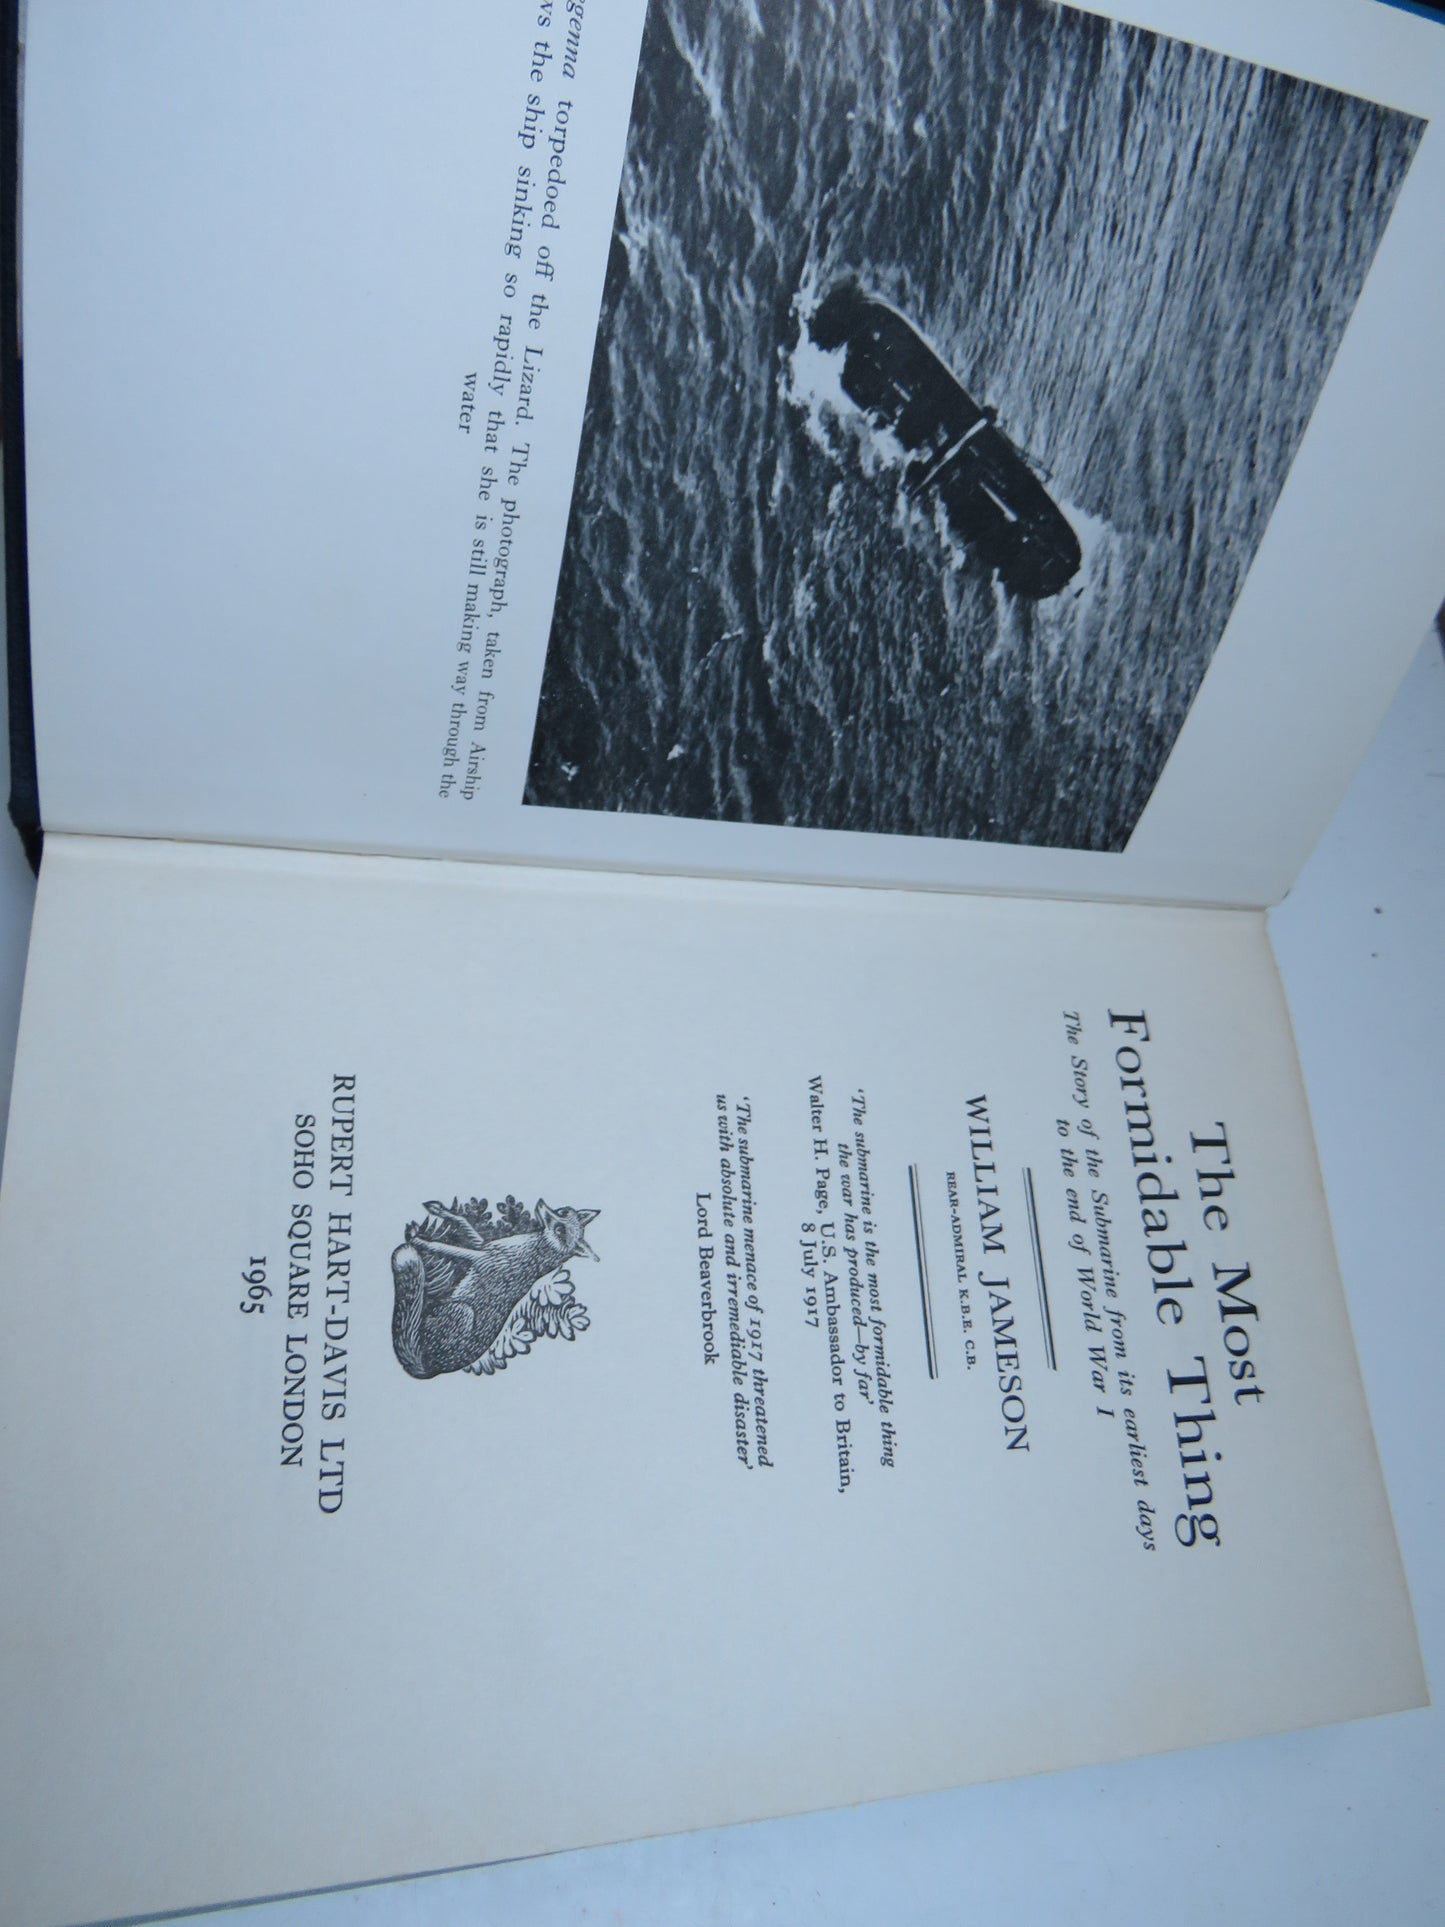 torpedoed off the Lizard. The photograph, taken from Airship
the ship sinking so rapidly that she is still making way through the
water
The Most
Formidable Thing
The Story of the Submarine from its earliest days
to the end of World War I
WILLIAM JAMESON
REAR-ADMIRAL K.B.E. C.B.
‘The submarine is the most formidable thing
the war has produced—by far’
Walter H. Page, U.S. Ambassador to Britain,
8 July 1917
‘The submarine menace of 1917 threatened
us with absolute and irremediable disaster’
Lord Beaverbrook
RUPERT HART-DAVIS LTD
SOHO SQUARE LONDON
1965